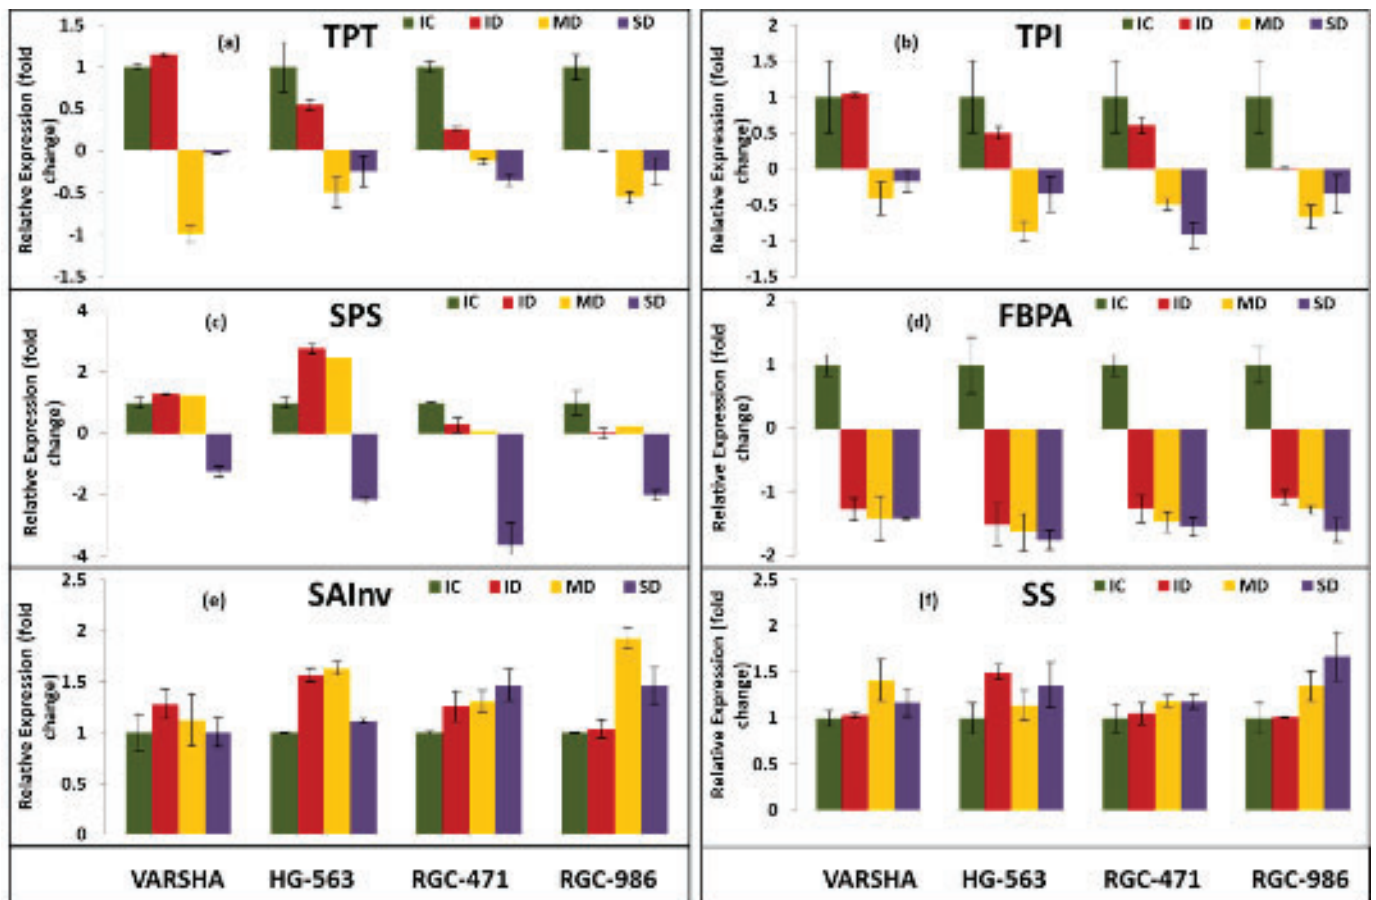 (a) TPT IC ID MD SD
Relative Expression (fold change)
1.5
1
0.5
0
-0.5
-1
-1.5
(b) TPI IC ID MD SD
Relative Expression (fold change)
2
1.5
1
0.5
0
-0.5
-1
-1.5
(c) SPS IC ID MD SD
Relative Expression (fold change)
4
2
0
-2
-4
(d) FBPA IC ID MD SD
Relative Expression (fold change)
2
1
0
-1
-2
(e) SAInv IC ID MD SD
Relative Expression (fold change)
2.5
2
1.5
1
0.5
0
(f) SS IC ID MD SD
Relative Expression (fold change)
2.5
2
1.5
1
0.5
0
VARSHA HG-563 RGC-471 RGC-986
VARSHA HG-563 RGC-471 RGC-986